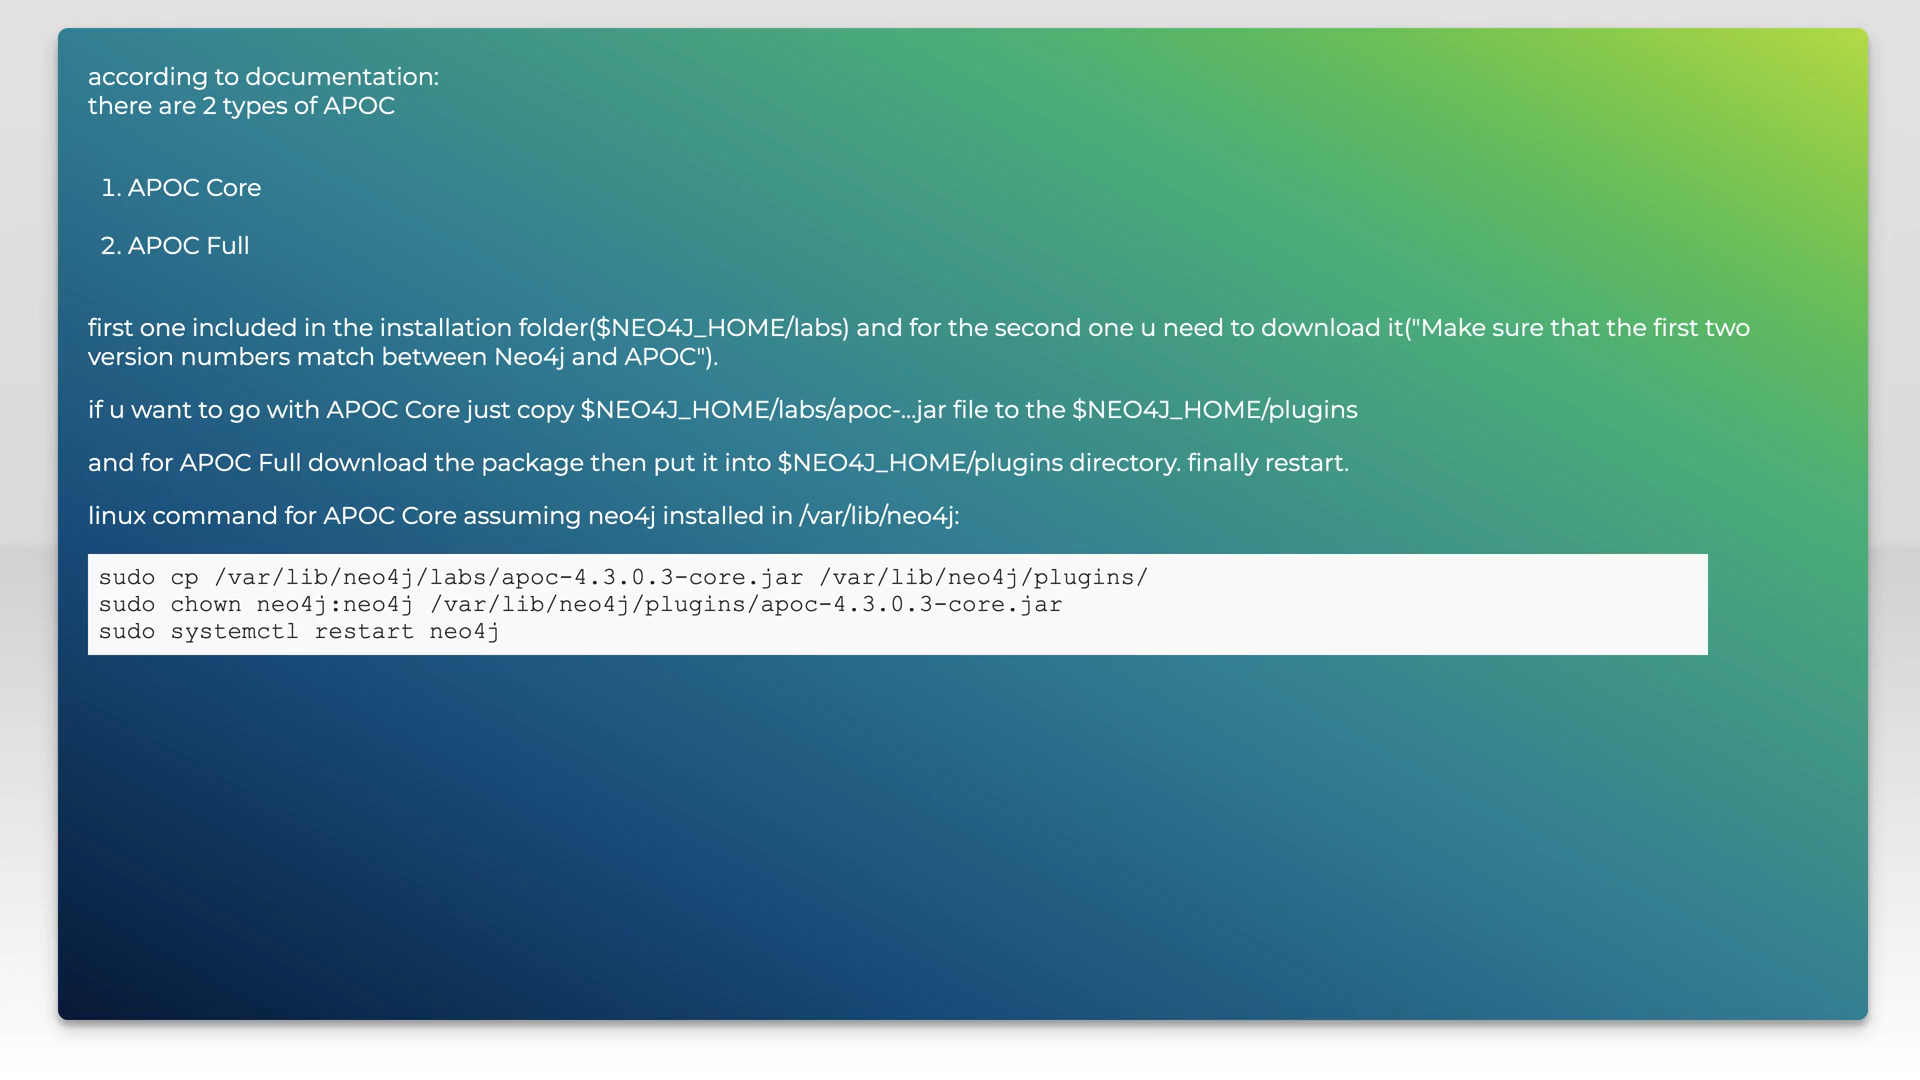 according to documentation:
there are 2 types of APOC
1. APOC Core
2. APOC Full
first one included in the installation folder($NEO4J_HOME/labs) and for the second one u need to download it("Make sure that the first two
version numbers match between Neo4j and APOC").
if u want to go with APOC Core just copy $NEO4J_HOME/labs/apoc-...jar file to the $NEO4J_HOME/plugins
and for APOC Full download the package then put it into $NEO4J_HOME/plugins directory. finally restart.
linux command for APOC Core assuming neo4j installed in /var/lib/neo4j:
sudo cp /var/lib/neo4j/labs/apoc-4.3.0.3-core.jar /var/lib/neo4j/plugins/
sudo chown neo4j:neo4j /var/lib/neo4j/plugins/apoc-4.3.0.3-core.jar
sudo systemctl restart neo4j